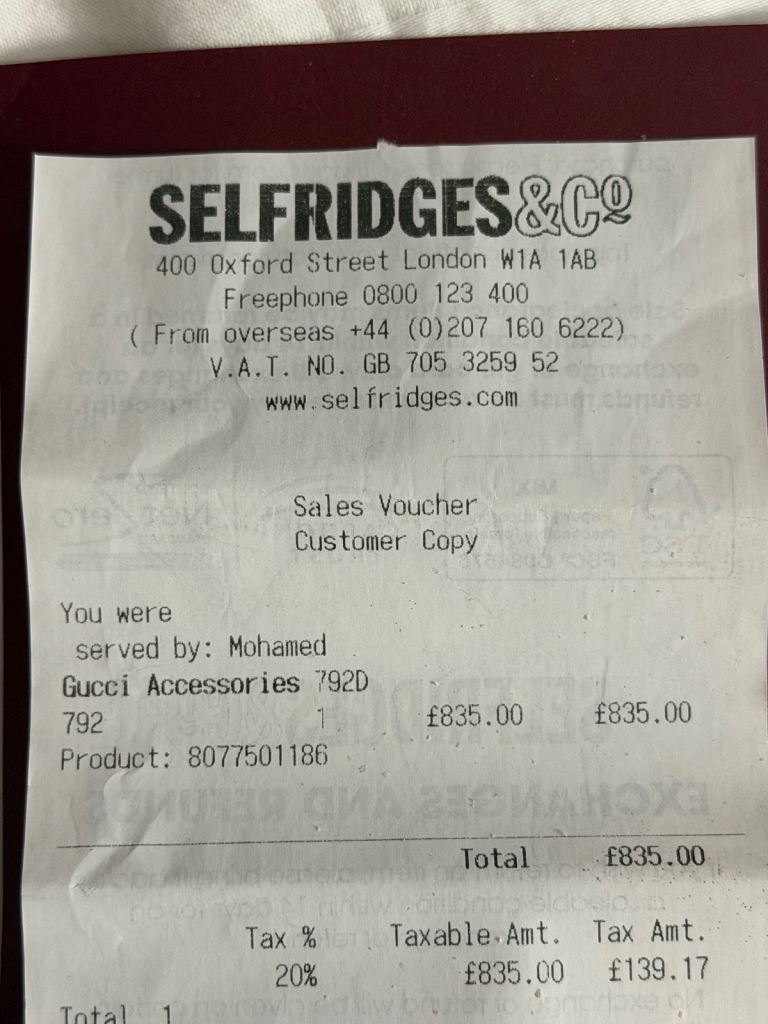 SELFRIDGES&Cº
400 Oxford Street London W1A 1AB
Freephone 0800 123 400
( From overseas +44 (0)207 160 6222)
V.A.T. NO. GB 705 3259 52
www.selfridges.com
Sales Voucher
Customer Copy
You were
served by: Mohamed
Gucci Accessories 792D
792 1 £835.00 £835.00
Product: 8077501186
Total £835.00
Tax % Taxable Amt. Tax Amt.
20% £835.00 £139.17
Total 1